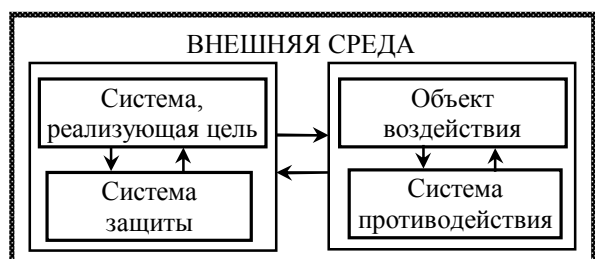 ВНЕШНЯЯ СРЕДА
Система,
реализующая цель
Система
защиты
Объект
воздействия
Система
противодействия